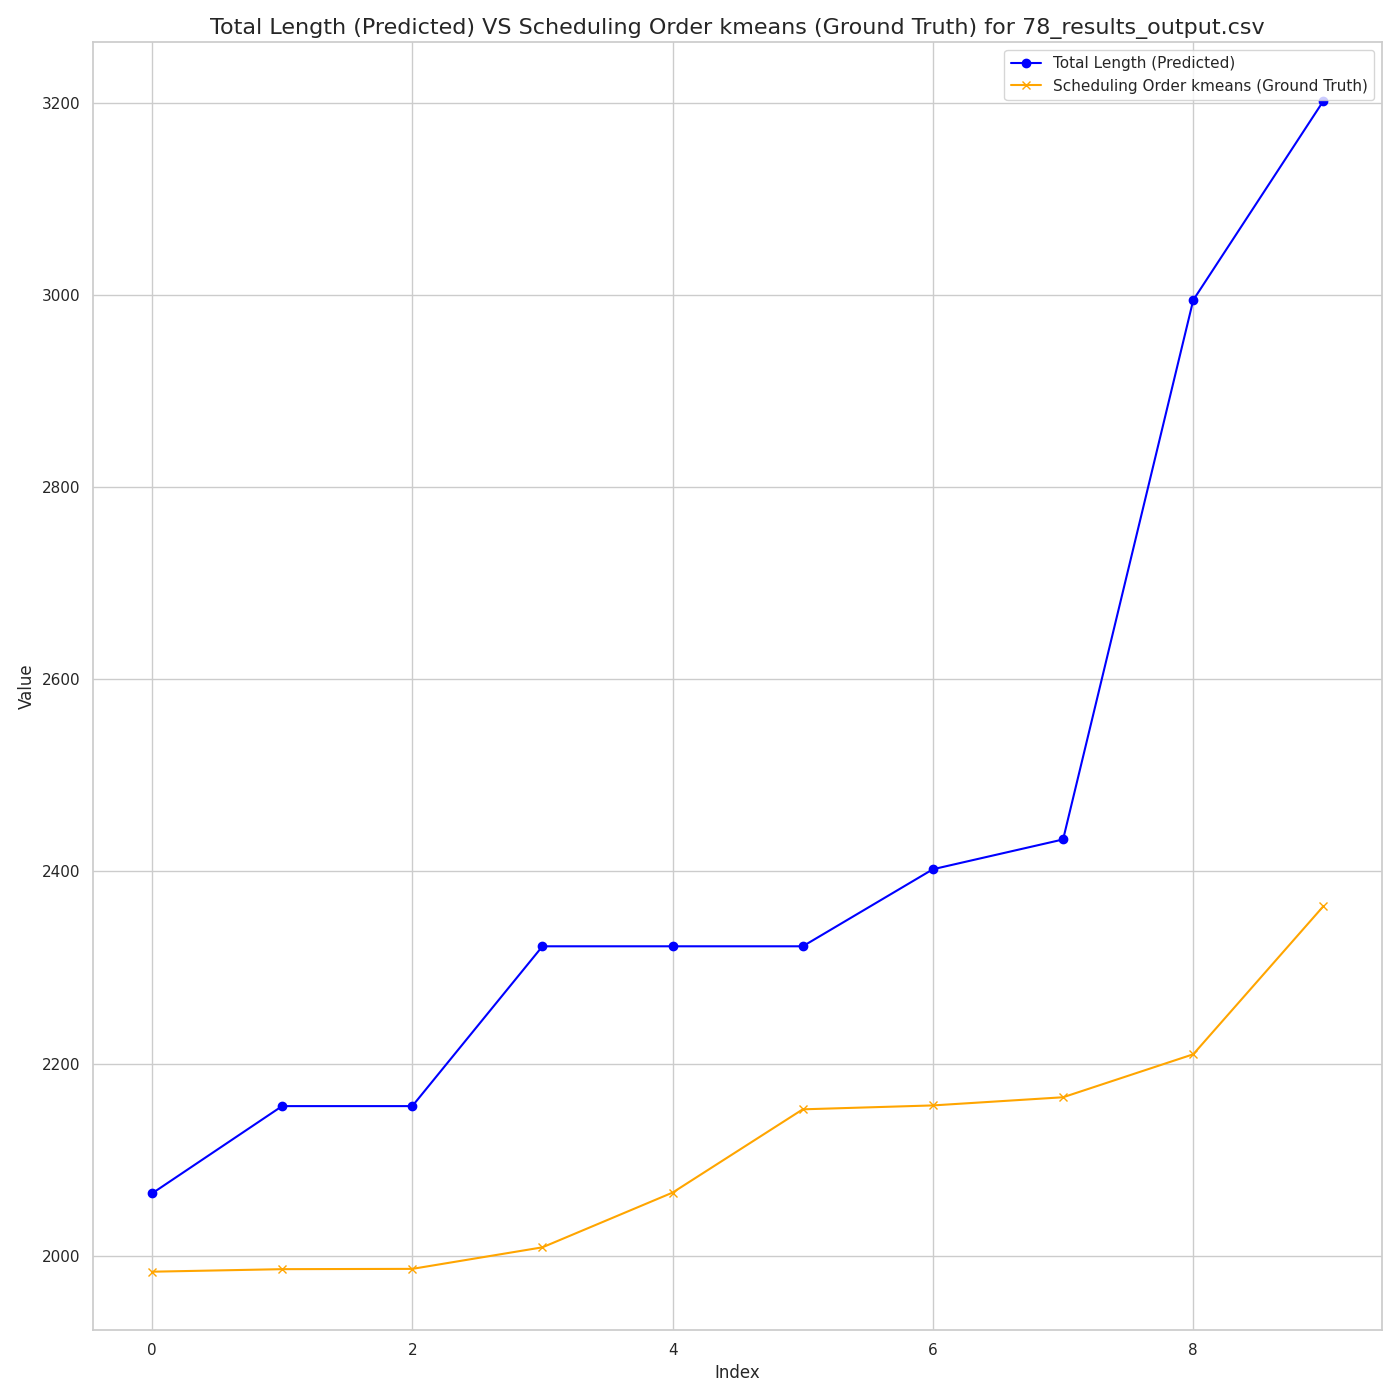 Total Length (Predicted) VS Scheduling Order kmeans (Ground Truth) for 78_results_output.csv
Total Length (Predicted)
Scheduling Order kmeans (Ground Truth)
3200
3000
2800
2600
2400
2200
2000
Value
0 2 4 6 8
Index